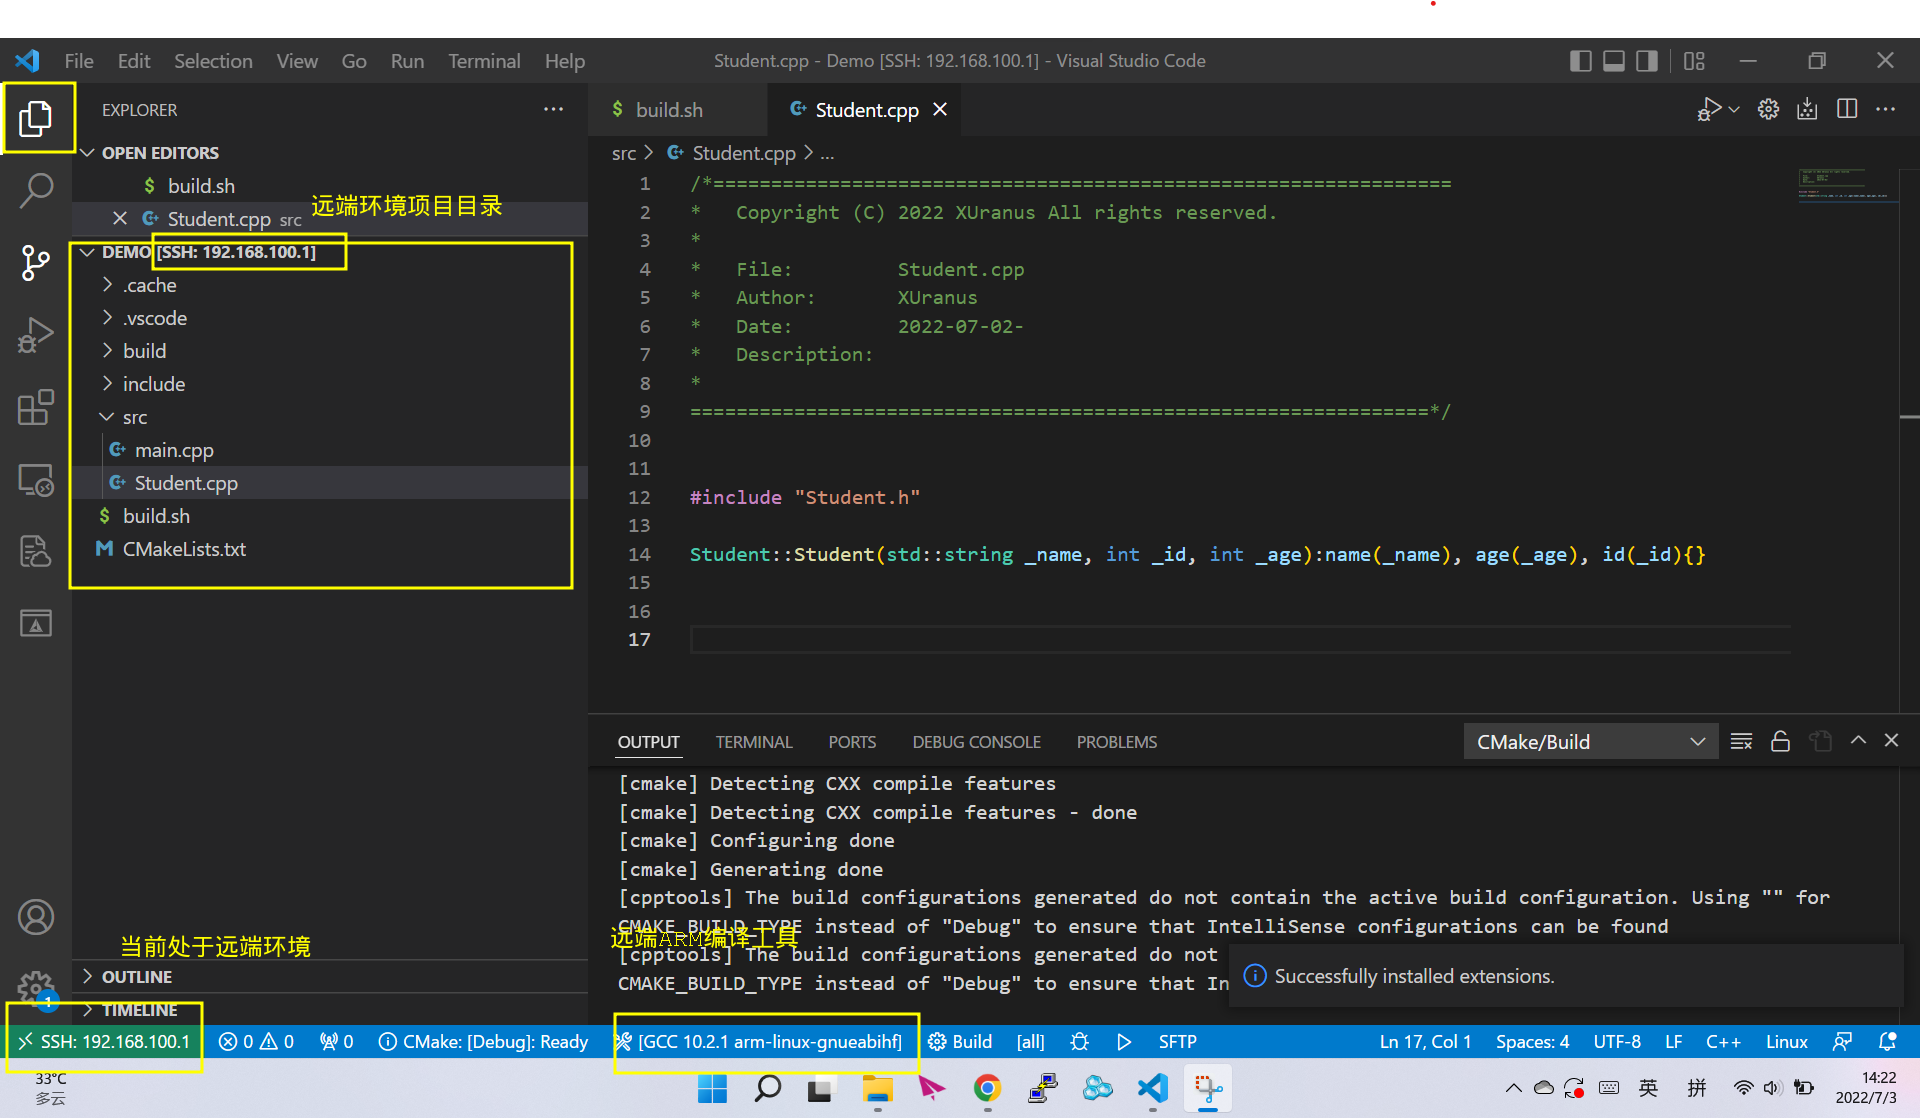 File Edit Selection View Go Run Terminal Help
Student.cpp - Demo [SSH: 192.168.100.1] - Visual Studio Code
EXPLORER
OPEN EDITORS
$ build.sh
Student.cpp src
远端环境项目目录
DEMO [SSH: 192.168.100.1]
.cache
.vscode
build
include
src
main.cpp
Student.cpp
$ build.sh
M CMakeLists.txt
当前处于远端环境
OUTLINE
TIMELINE
$ build.sh
Student.cpp
src > Student.cpp > ...
1 /*================================================================
2 * Copyright (C) 2022 XUranus All rights reserved.
3 *
4 * File: Student.cpp
5 * Author: XUranus
6 * Date: 2022-07-02-
7 * Description:
8 *
9 ================================================================*/
10
11
12 #include "Student.h"
13
14 Student::Student(std::string _name, int _id, int _age):name(_name), age(_age), id(_id){}
15
16
17
OUTPUT TERMINAL PORTS DEBUG CONSOLE PROBLEMS
CMake/Build
[cmake] Detecting CXX compile features
[cmake] Detecting CXX compile features - done
[cmake] Configuring done
[cmake] Generating done
[cpptools] The build configurations generated do not contain the active build configuration. Using "" for
CMAKE_BUILD_TYPE instead of "Debug" to ensure that IntelliSense configurations can be found
远端ARM编译工具
[cpptools] The build configurations generated do not
CMAKE_BUILD_TYPE instead of "Debug" to ensure that In
Successfully installed extensions.
1
SSH: 192.168.100.1 0 0 0 CMake: [Debug]: Ready [GCC 10.2.1 arm-linux-gnueabihf] Build [all] SFTP Ln 17, Col 1 Spaces: 4 UTF-8 LF C++ Linux
33°C
多云
英 拼
14:22
2022/7/3